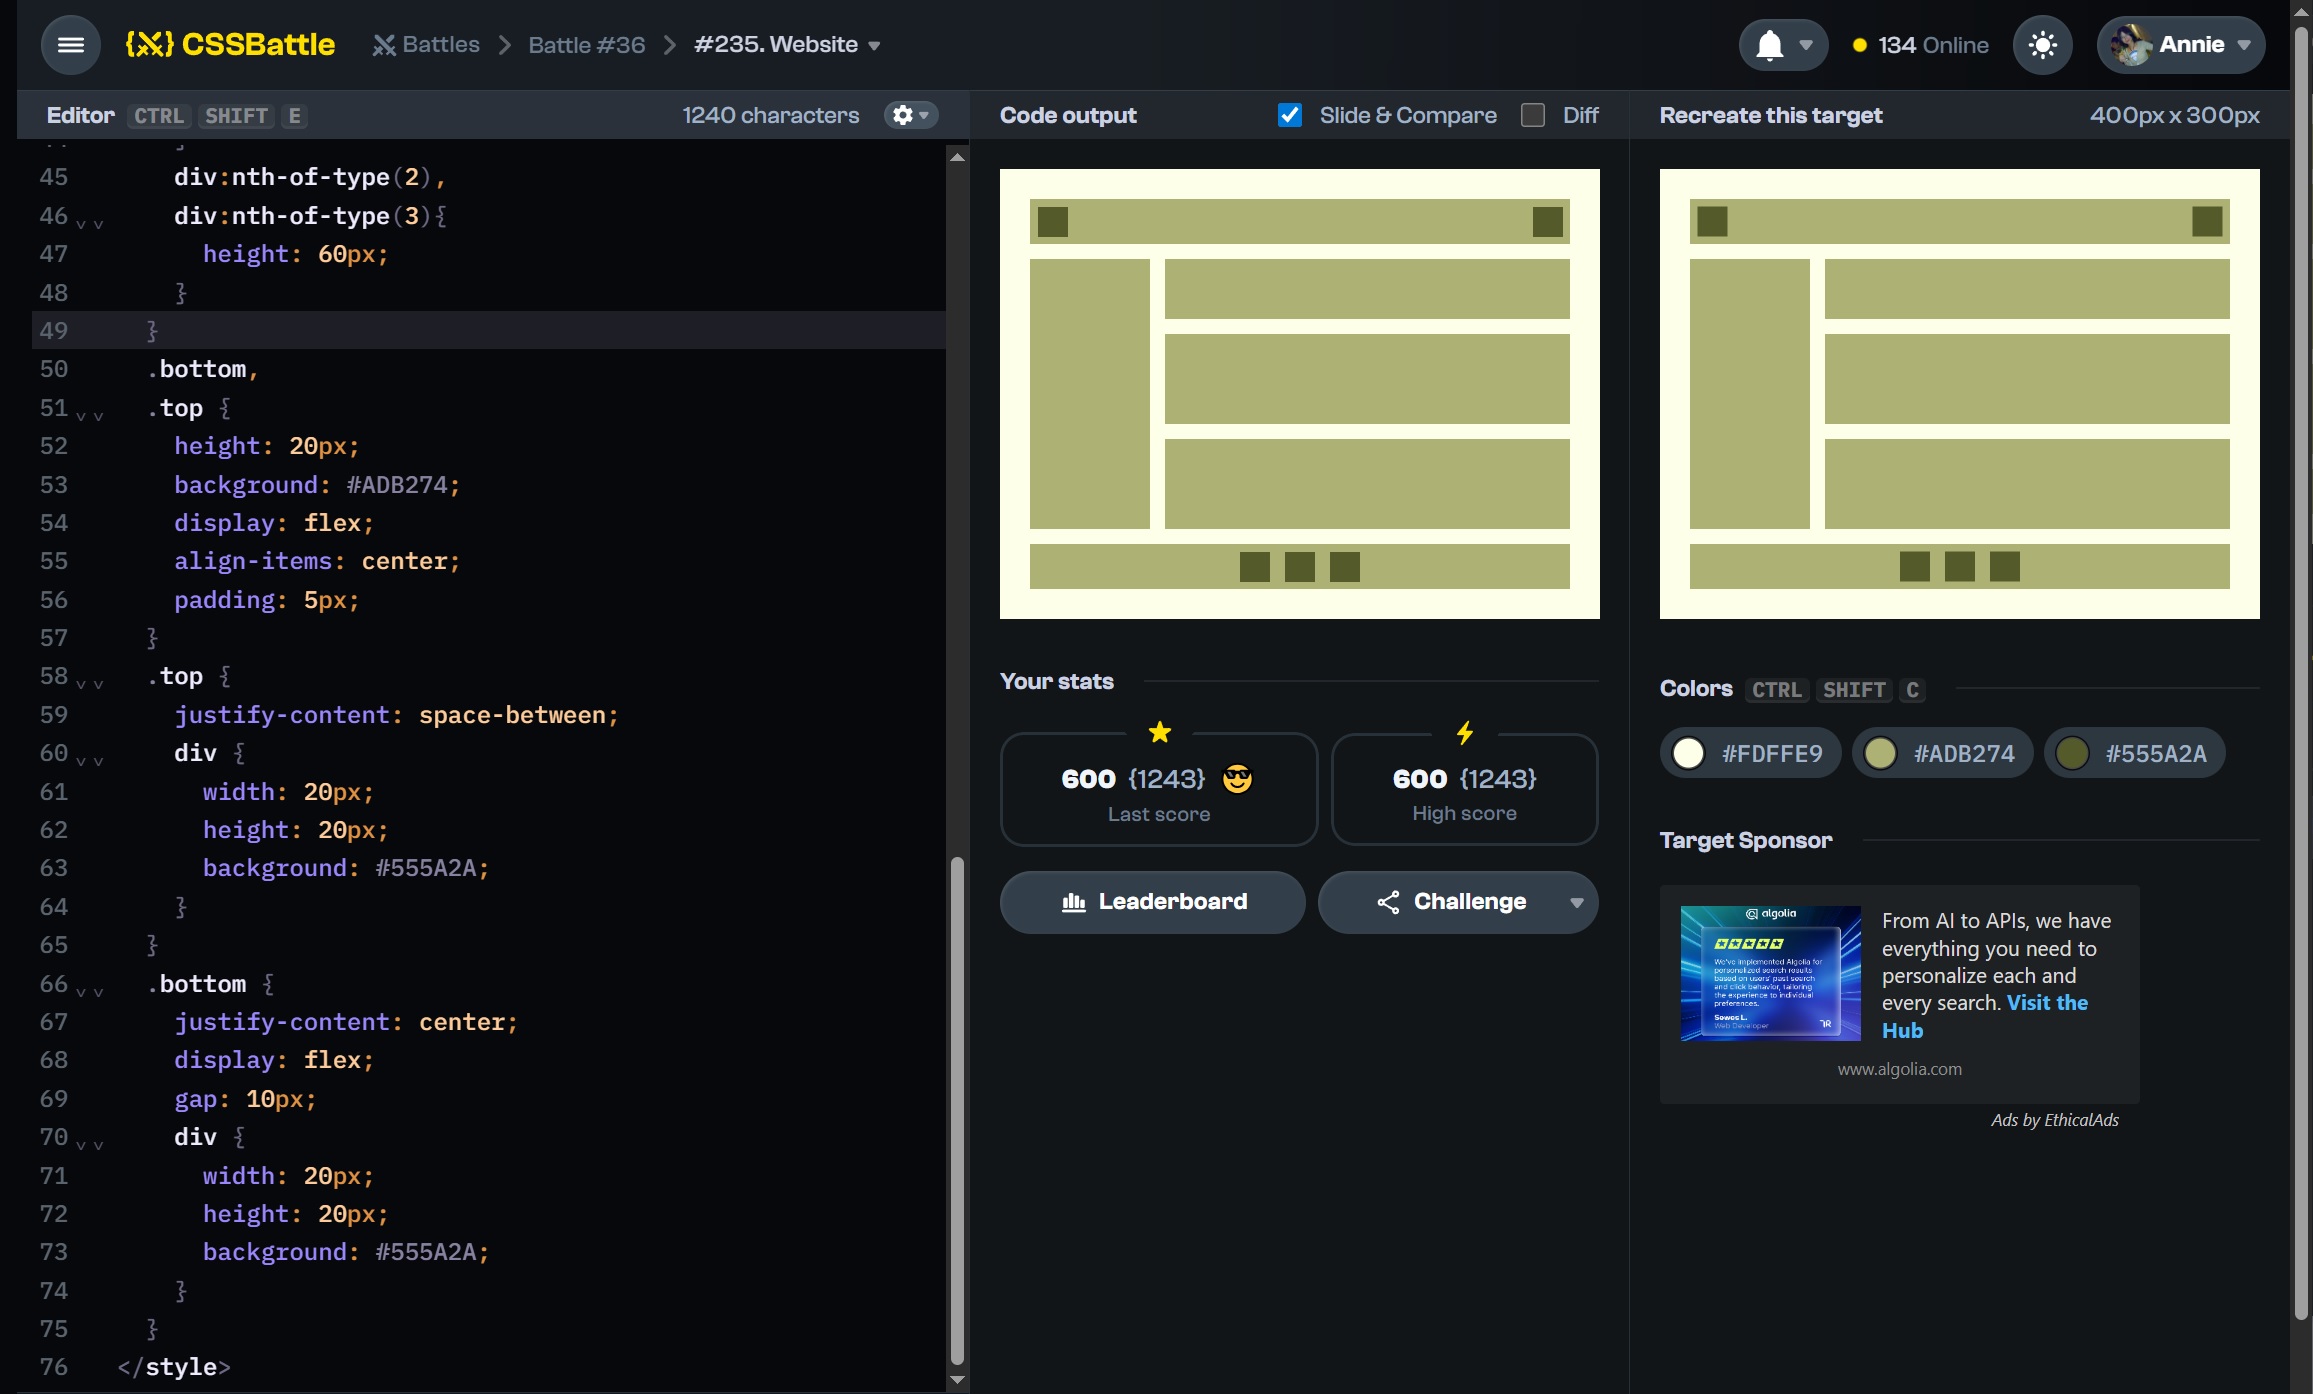 {X} CSSBattle
Battles > Battle #36 > #235. Website
134 Online
Annie
Editor CTRL SHIFT E
1240 characters
Code output
Slide & Compare
Diff
Recreate this target
400px x 300px
45 div:nth-of-type(2),
46 div:nth-of-type(3){
47 height: 60px;
48 }
49 }
50 .bottom,
51 .top {
52 height: 20px;
53 background: #ADB274;
54 display: flex;
55 align-items: center;
56 padding: 5px;
57 }
58 .top {
59 justify-content: space-between;
60 div {
61 width: 20px;
62 height: 20px;
63 background: #555A2A;
64 }
65 }
66 .bottom {
67 justify-content: center;
68 display: flex;
69 gap: 10px;
70 div {
71 width: 20px;
72 height: 20px;
73 background: #555A2A;
74 }
75 }
76 </style>
Your stats
600 {1243}
Last score
600 {1243}
High score
Leaderboard
Challenge
Colors CTRL SHIFT C
#FDFFE9
#ADB274
#555A2A
Target Sponsor
algolia
We've implemented Algolia for
personalized search results
based on users' past search
and click behavior, tailoring
the experience to individual
preferences.
Sowes L.
Web Developer
From AI to APIs, we have
everything you need to
personalize each and
every search. Visit the
Hub
www.algolia.com
Ads by EthicalAds